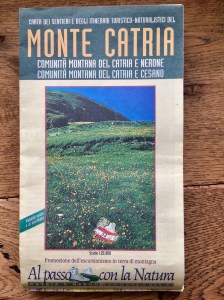 CARTA DEI SENTIERI E DEGLI ITINERARI TURISTICO-NATURALISTICI DEL
MONTE CATRIA
COMUNITÀ MONTANA DEL CATRIA E NERONE
COMUNITÀ MONTANA DEL CATRIA E CESANO
Scala 1:25.000
Promozione dell'escursionismo in terra di montagna
Al passo con la Natura